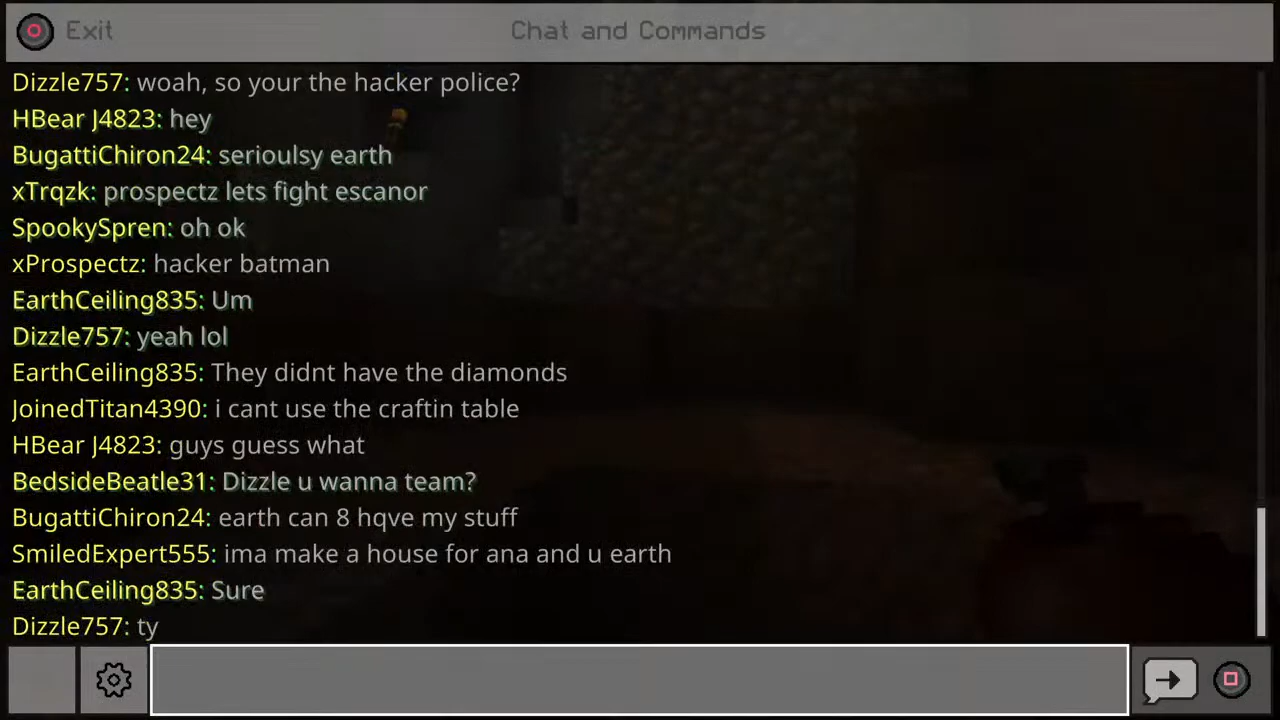 Exit
Chat and Commands
Dizzle757: woah, so your the hacker police?
HBear J4823: hey
BugattiChiron24: serioulsy earth
xTrqzk: prospectz lets fight escanor
SpookySpren: oh ok
xProspectz: hacker batman
EarthCeiling835: Um
Dizzle757: yeah lol
EarthCeiling835: They didnt have the diamonds
JoinedTitan4390: i cant use the craftin table
HBear J4823: guys guess what
BedsideBeatle31: Dizzle u wanna team?
BugattiChiron24: earth can 8 hqve my stuff
SmiledExpert555: ima make a house for ana and u earth
EarthCeiling835: Sure
Dizzle757: ty